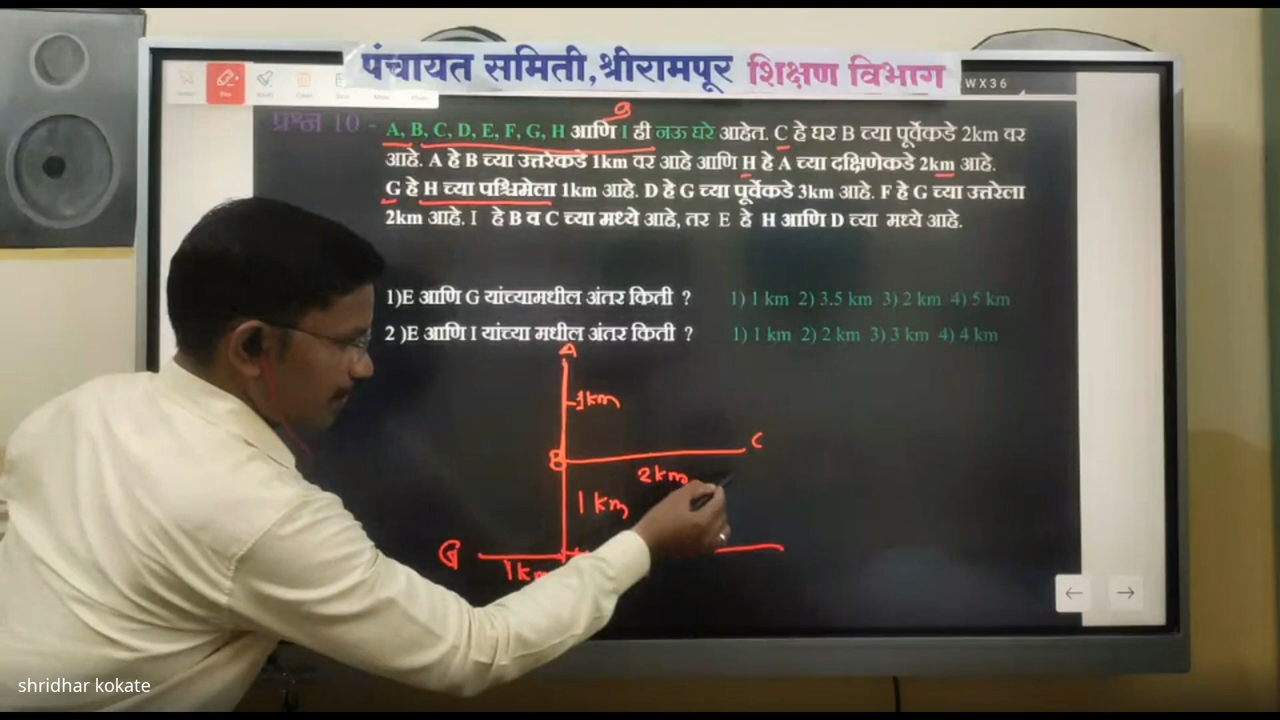 पंचायत समिती,श्रीरामपूर शिक्षण विभाग
WX36
प्रश्न 10 - A, B, C, D, E, F, G, H आणि I ही नऊ घरे आहेत. C हे घर B च्या पूर्वेकडे 2km वर
आहे. A हे B च्या उत्तरेकडे 1km वर आहे आणि H हे A च्या दक्षिणेकडे 2km आहे.
G हे H च्या पश्चिमेला 1km आहे. D हे G च्या पूर्वेकडे 3km आहे. F हे G च्या उत्तरेला
2km आहे. I हे B व C च्या मध्ये आहे, तर E हे H आणि D च्या मध्ये आहे.
1)E आणि G यांच्यामधील अंतर किती ? 1) 1 km 2) 3.5 km 3) 2 km 4) 5 km
2 )E आणि I यांच्या मधील अंतर किती ? 1) 1 km 2) 2 km 3) 3 km 4) 4 km
A
1km
B
C
2km
1 km
G
1km
shridhar kokate